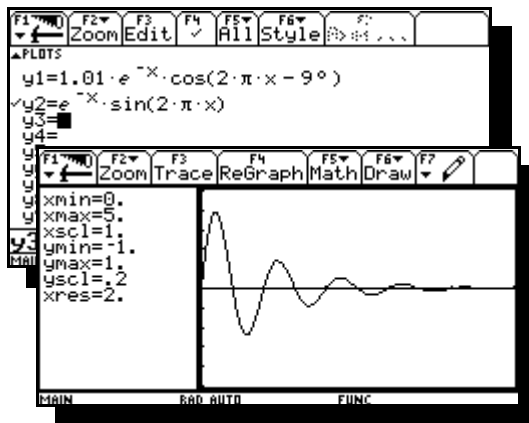 F1 F2 F3 F4 F5 F6 F7
Zoom Edit ✓ All Style
▲PLOTS
y1=1.01·e^-x·cos(2·π·x-9°)
✓y2=e^-x·sin(2·π·x)
y3=
y4=
y3
F1 F2 F3 F4 F5 F6 F7
Zoom Trace ReGraph Math Draw
xmin=0.
xmax=5.
xscl=1.
ymin=-1.
ymax=1.
yscl=.2
xres=2.
MAIN RAD AUTO FUNC